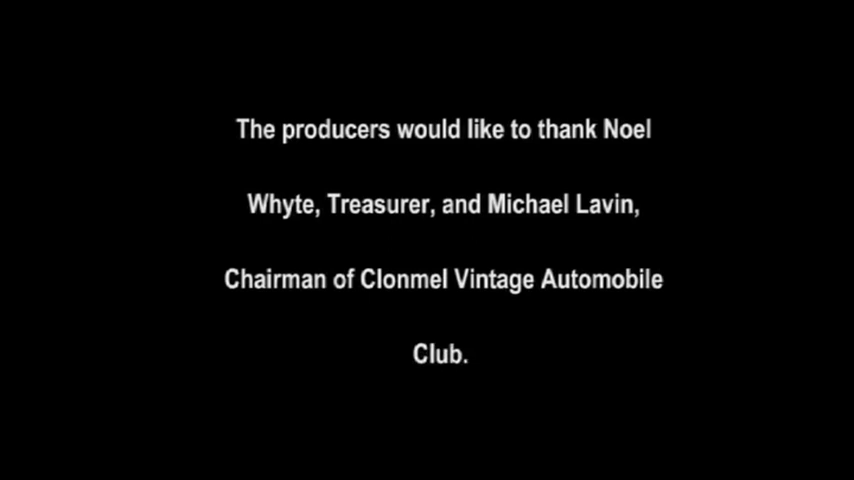 The producers would like to thank Noel
Whyte, Treasurer, and Michael Lavin,
Chairman of Clonmel Vintage Automobile
Club.